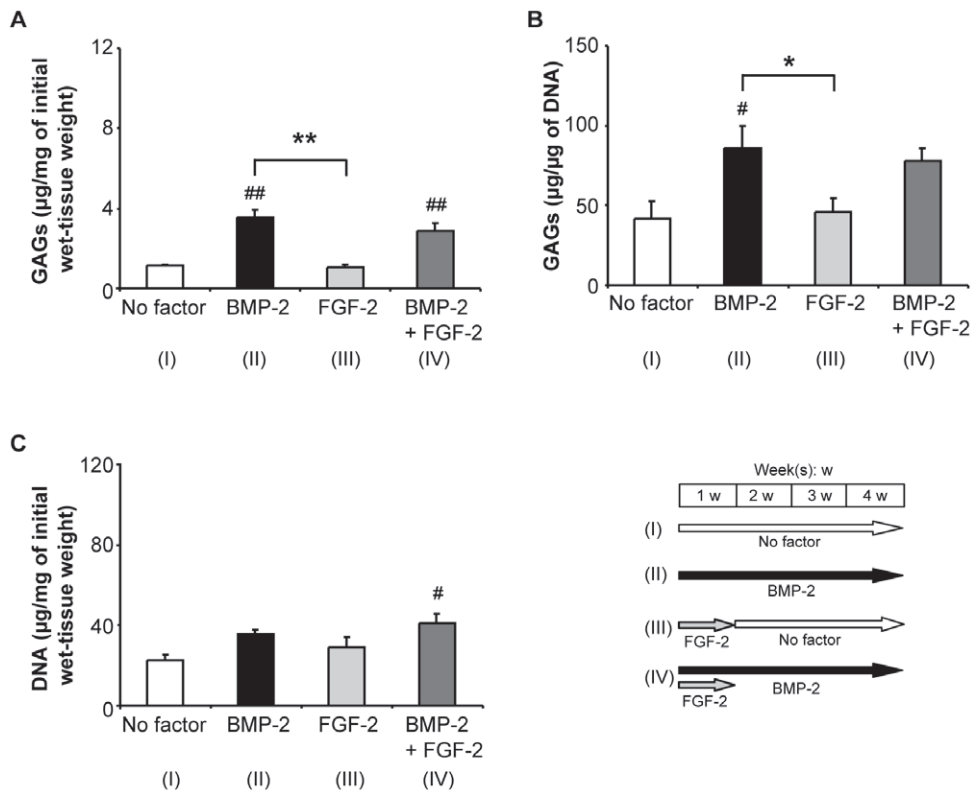 A
GAGs (µg/mg of initial
wet-tissue weight)
12
8
4
0
**
##
##
No factor
BMP-2
FGF-2
BMP-2
+ FGF-2
(I)
(II)
(III)
(IV)
B
GAGs (µg/µg of DNA)
150
100
50
0
*
#
No factor
BMP-2
FGF-2
BMP-2
+ FGF-2
(I)
(II)
(III)
(IV)
C
DNA (µg/mg of initial
wet-tissue weight)
120
80
40
0
#
No factor
BMP-2
FGF-2
BMP-2
+ FGF-2
(I)
(II)
(III)
(IV)
Week(s): w
1 w
2 w
3 w
4 w
(I)
No factor
(II)
BMP-2
(III)
FGF-2
No factor
(IV)
BMP-2
FGF-2